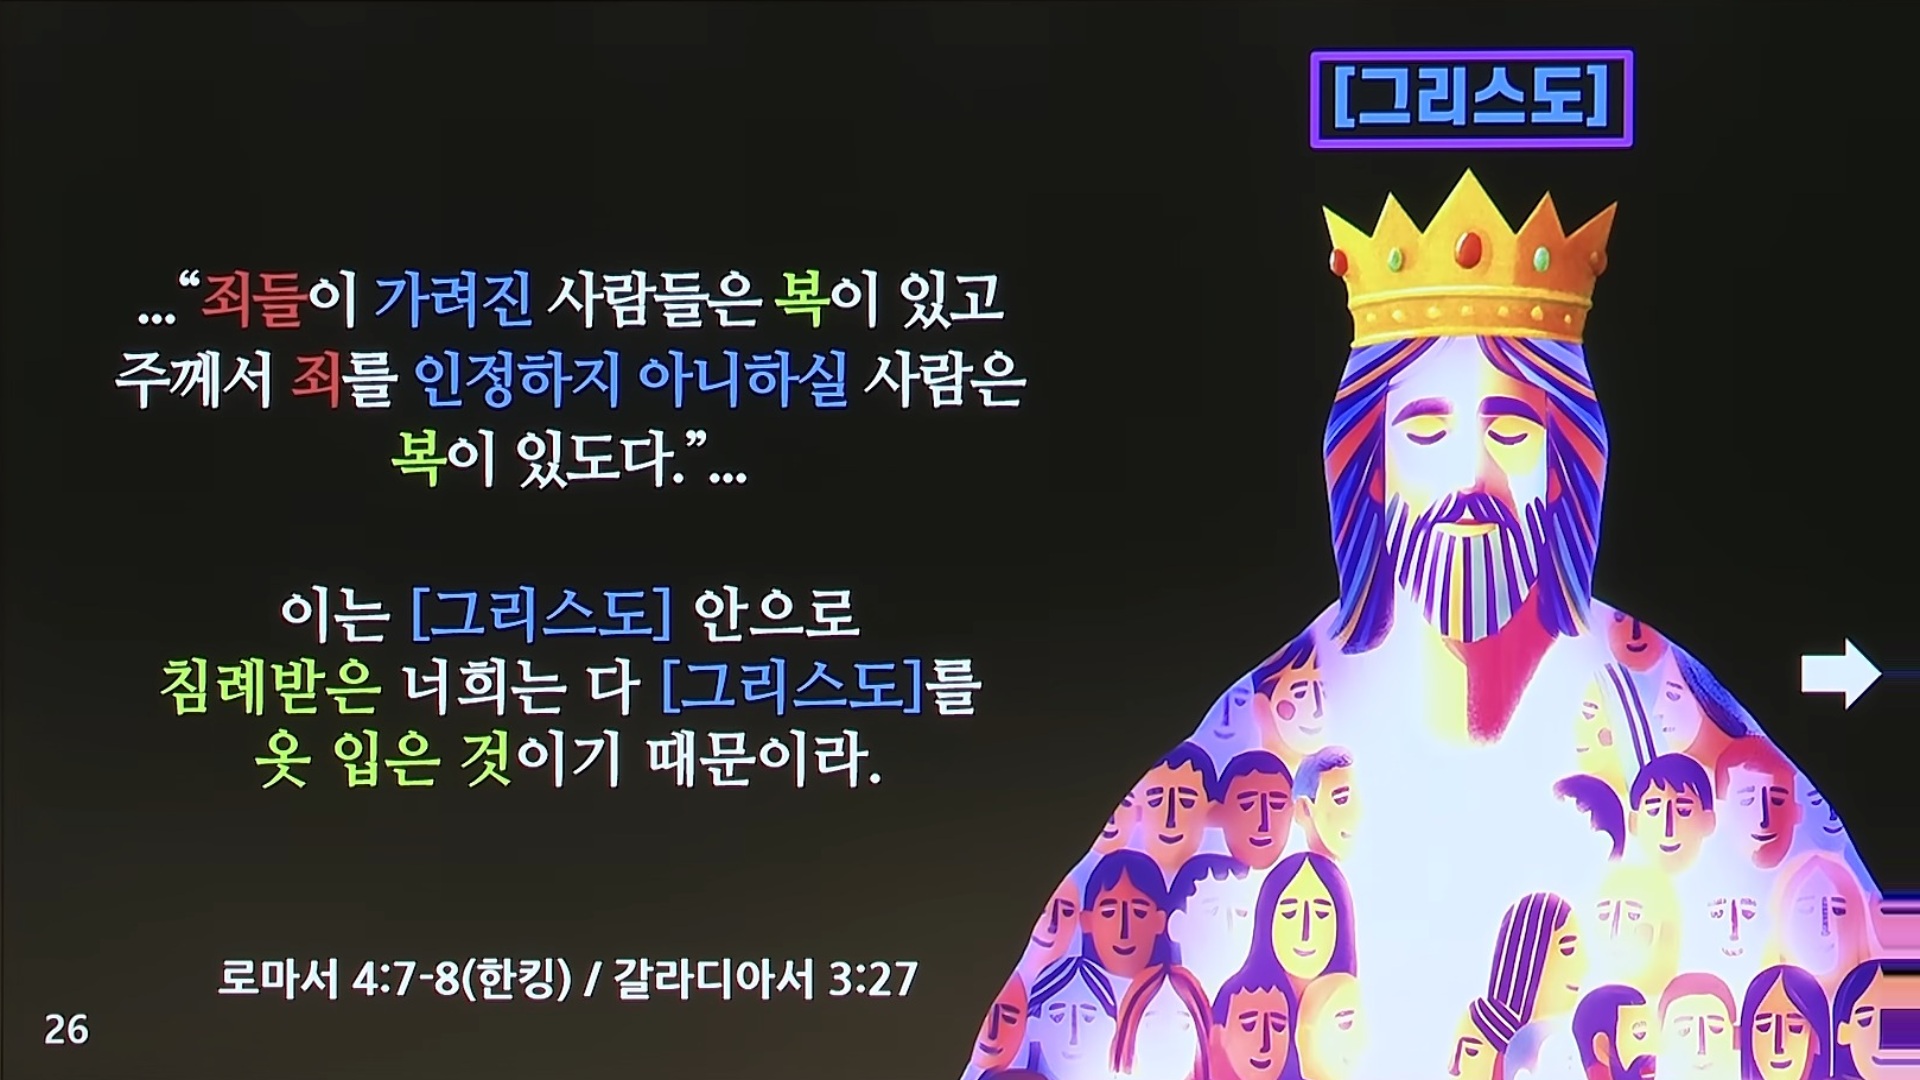 [그리스도]
..."죄들이 가려진 사람들은 복이 있고
주께서 죄를 인정하지 아니하실 사람은
복이 있도다."...
이는 [그리스도] 안으로
침례받은 너희는 다 [그리스도]를
옷 입은 것이기 때문이라.
로마서 4:7-8(한킹) / 갈라디아서 3:27
26